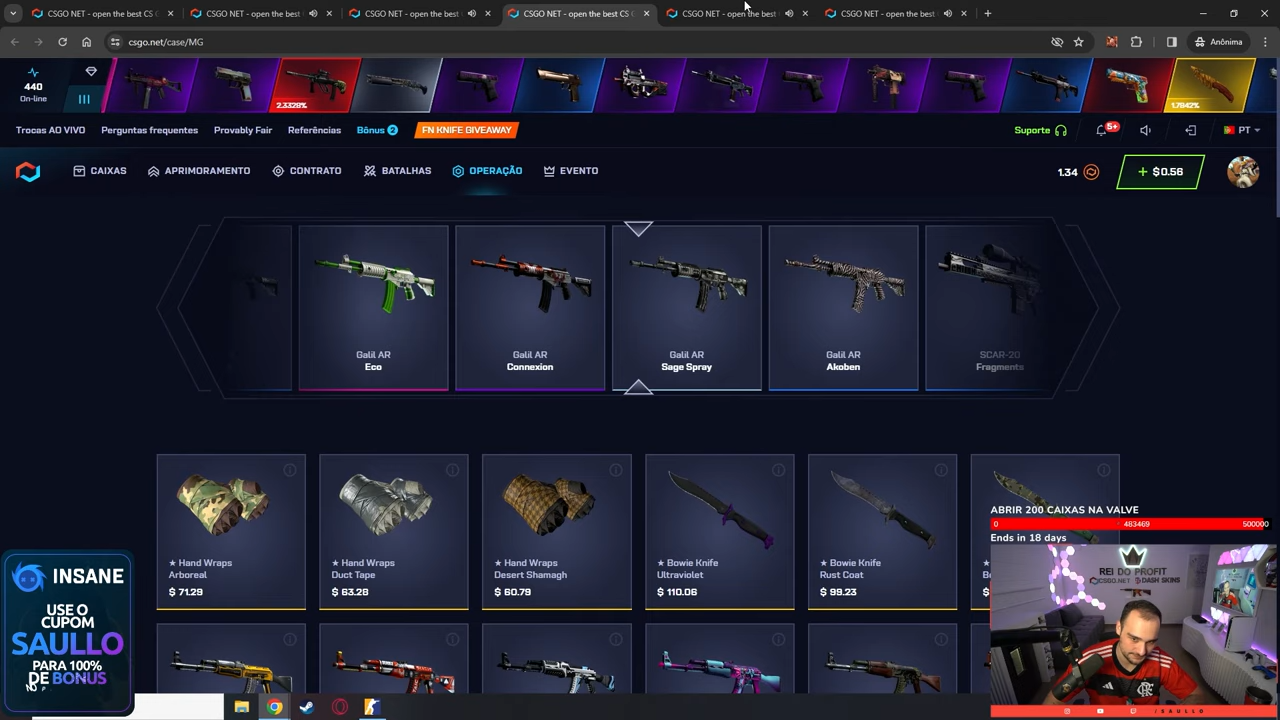 CSGO NET - open the best CS G
CSGO NET - open the best
CSGO NET - open the best
CSGO NET - open the best CS G
CSGO NET - open the best
CSGO NET - open the best
csgo.net/case/MG
Anônima
440
On-line
2.3328%
1.7842%
Trocas AO VIVO
Perguntas frequentes
Provably Fair
Referências
Bônus 2
FN KNIFE GIVEAWAY
Suporte
5+
PT
CAIXAS
APRIMORAMENTO
CONTRATO
BATALHAS
OPERAÇÃO
EVENTO
1.34
+ $0.56
Galil AR
Eco
Galil AR
Connexion
Galil AR
Sage Spray
Galil AR
Akoben
SCAR-20
Fragments
★ Hand Wraps
Arboreal
$ 71.29
★ Hand Wraps
Duct Tape
$ 63.28
★ Hand Wraps
Desert Shamagh
$ 60.79
★ Bowie Knife
Ultraviolet
$ 110.06
★ Bowie Knife
Rust Coat
$ 99.23
ABRIR 200 CAIXAS NA VALVE
0
483469
500000
Ends in 18 days
REI DO PROFIT
CSGO.NET
DASH SKINS
/SAULLO
INSANE
USE O
CUPOM
SAULLO
PARA 100%
DE BONUS